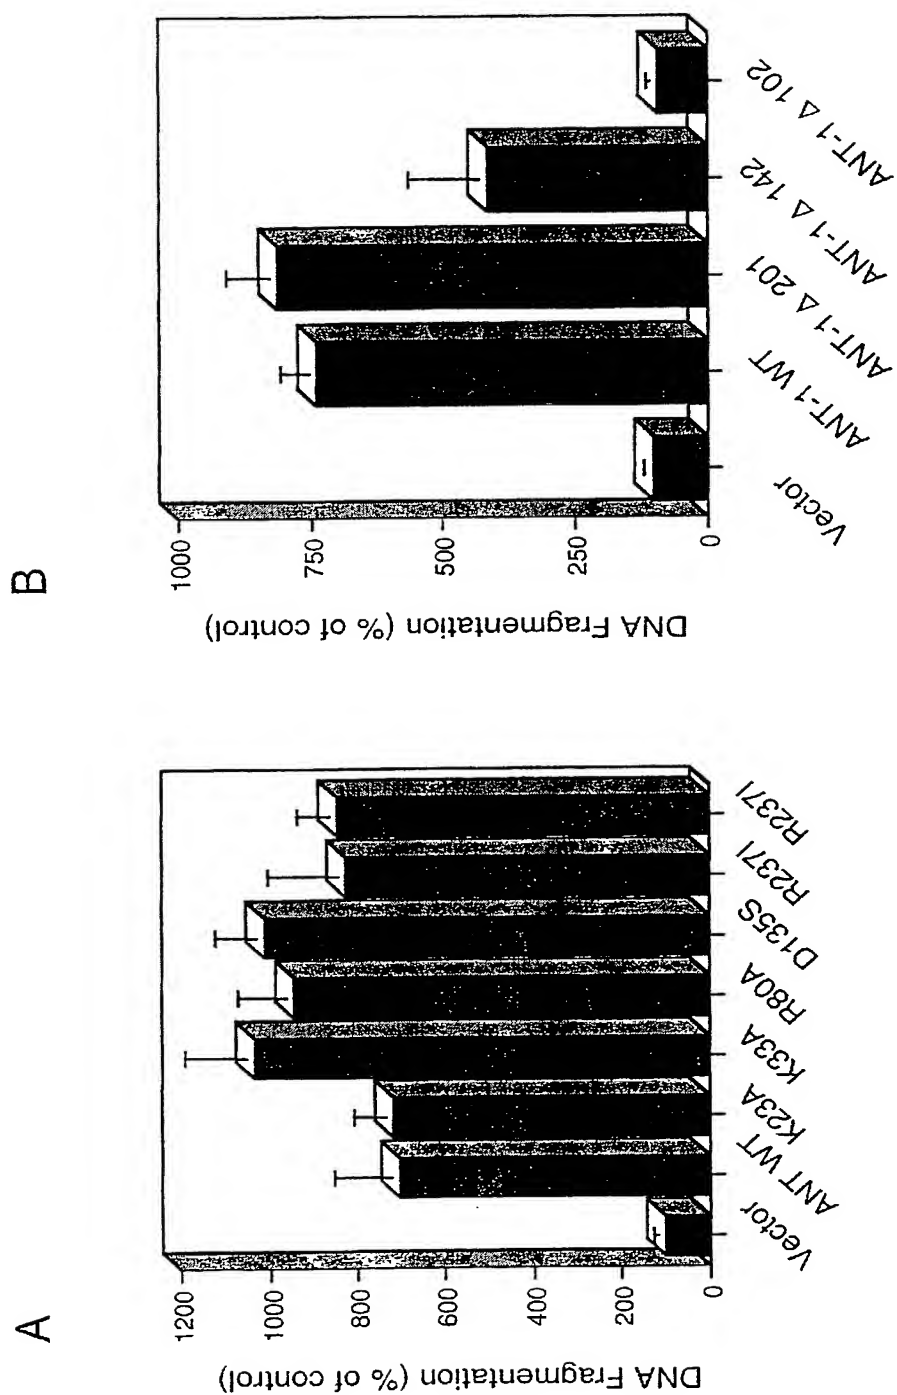 A
DNA Fragmentation (% of control)
1200
1000
800
600
400
200
0
Vector
ANT WT
K23A
K33A
R80A
D135S
R237I
R237I
B
DNA Fragmentation (% of control)
1000
750
500
250
0
Vector
ANT-1 WT
ANT-1 Δ 201
ANT-1 Δ 142
ANT-1 Δ 102